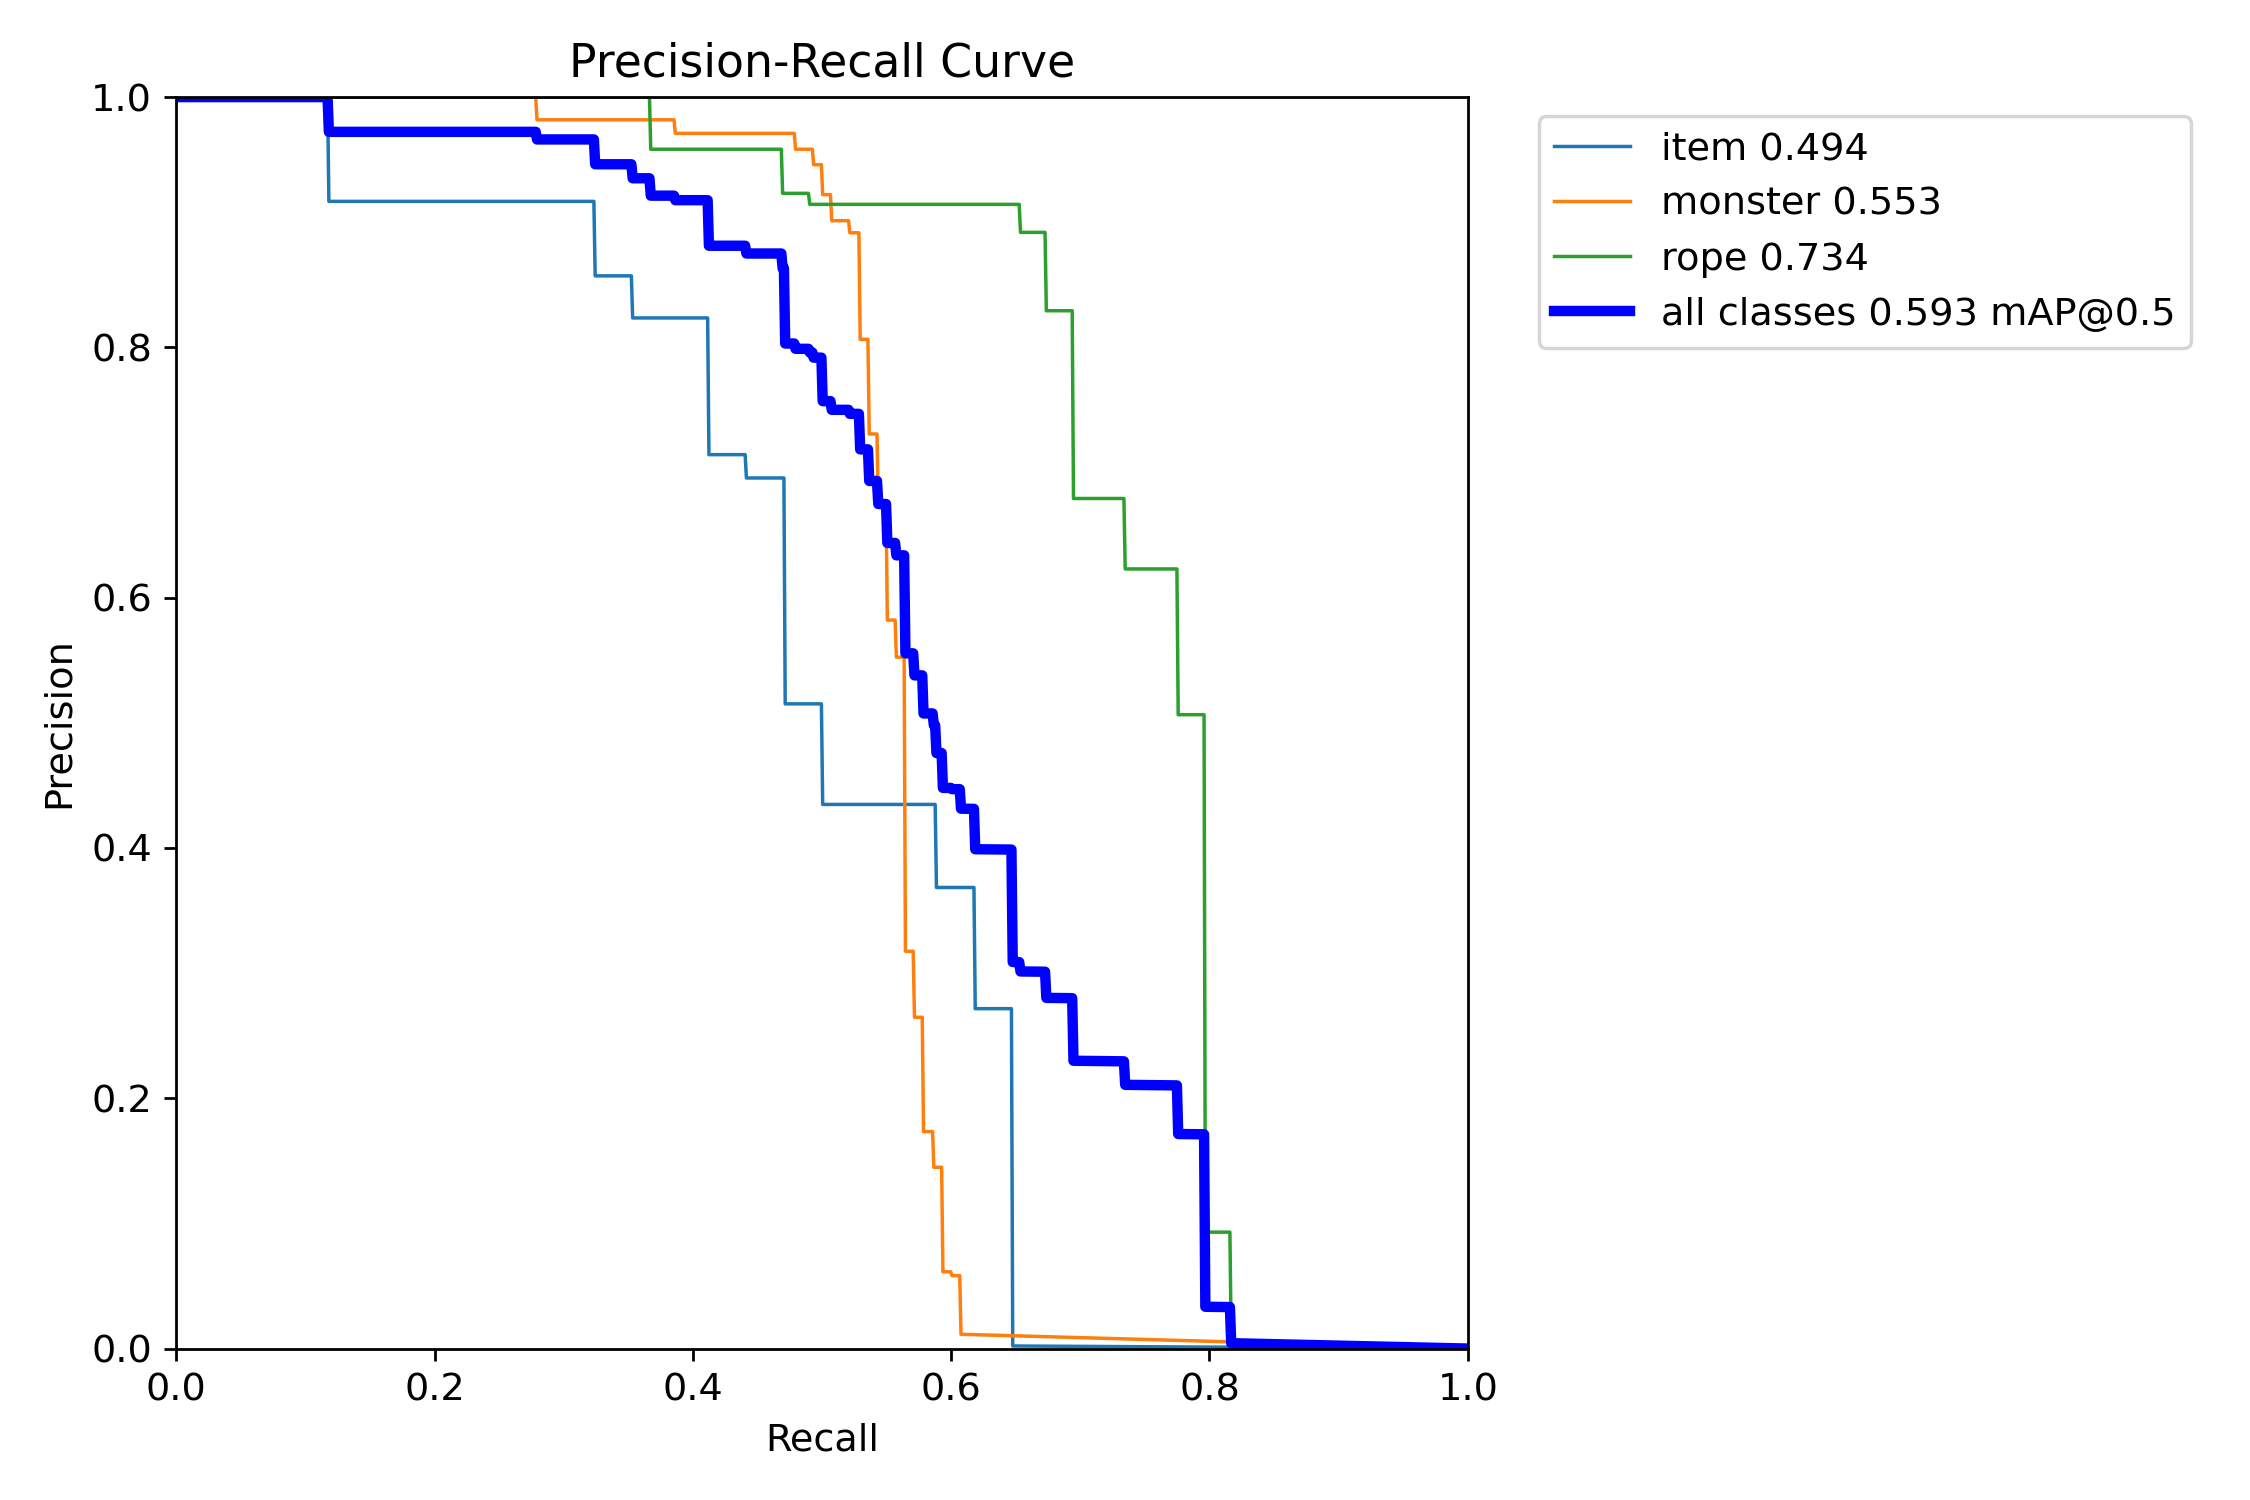 Precision-Recall Curve
1.0
0.8
0.6
0.4
0.2
0.0
Precision
0.0 0.2 0.4 0.6 0.8 1.0
Recall
item 0.494
monster 0.553
rope 0.734
all classes 0.593 mAP@0.5